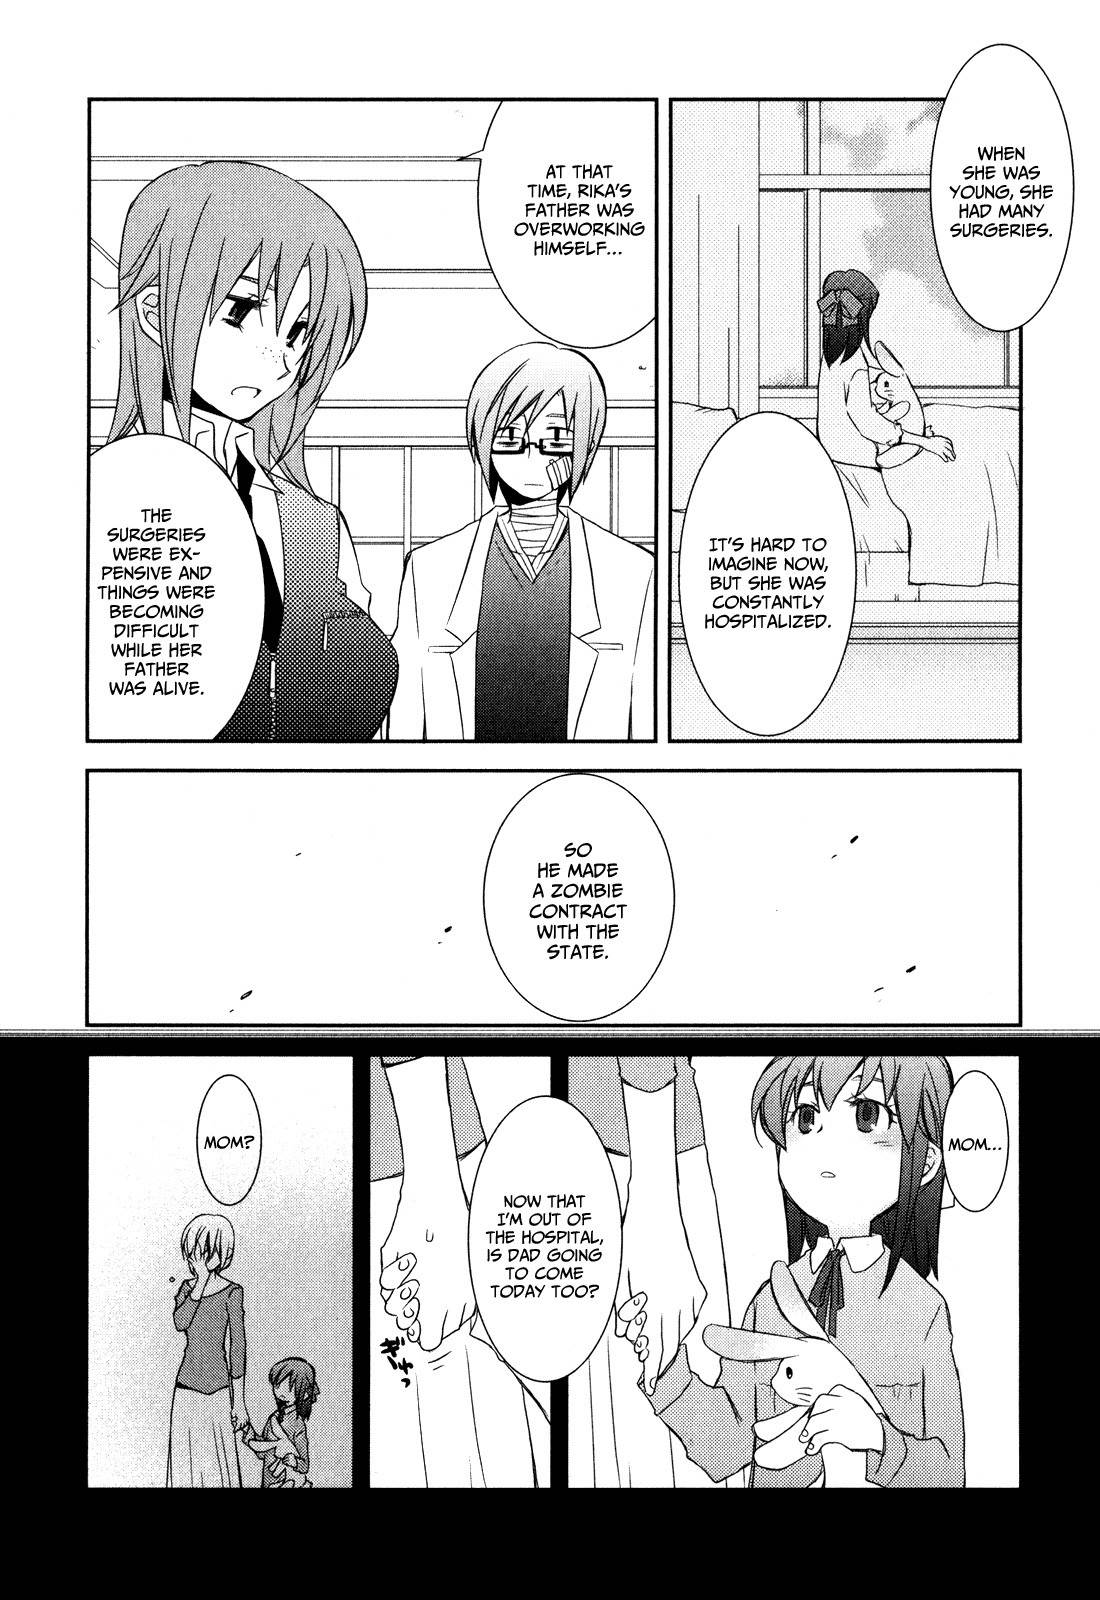 WHEN
SHE WAS
YOUNG, SHE
HAD MANY
SURGERIES.
IT'S HARD TO
IMAGINE NOW,
BUT SHE WAS
CONSTANTLY
HOSPITALIZED.
AT THAT
TIME, RIKA'S
FATHER WAS
OVERWORKING
HIMSELF...
THE
SURGERIES
WERE EX-
PENSIVE AND
THINGS WERE
BECOMING
DIFFICULT
WHILE HER
FATHER
WAS ALIVE.
SO
HE MADE
A ZOMBIE
CONTRACT
WITH THE
STATE.
MOM...
NOW THAT
I'M OUT OF
THE HOSPITAL,
IS DAD GOING
TO COME
TODAY TOO?
ぎゅっ
MOM?